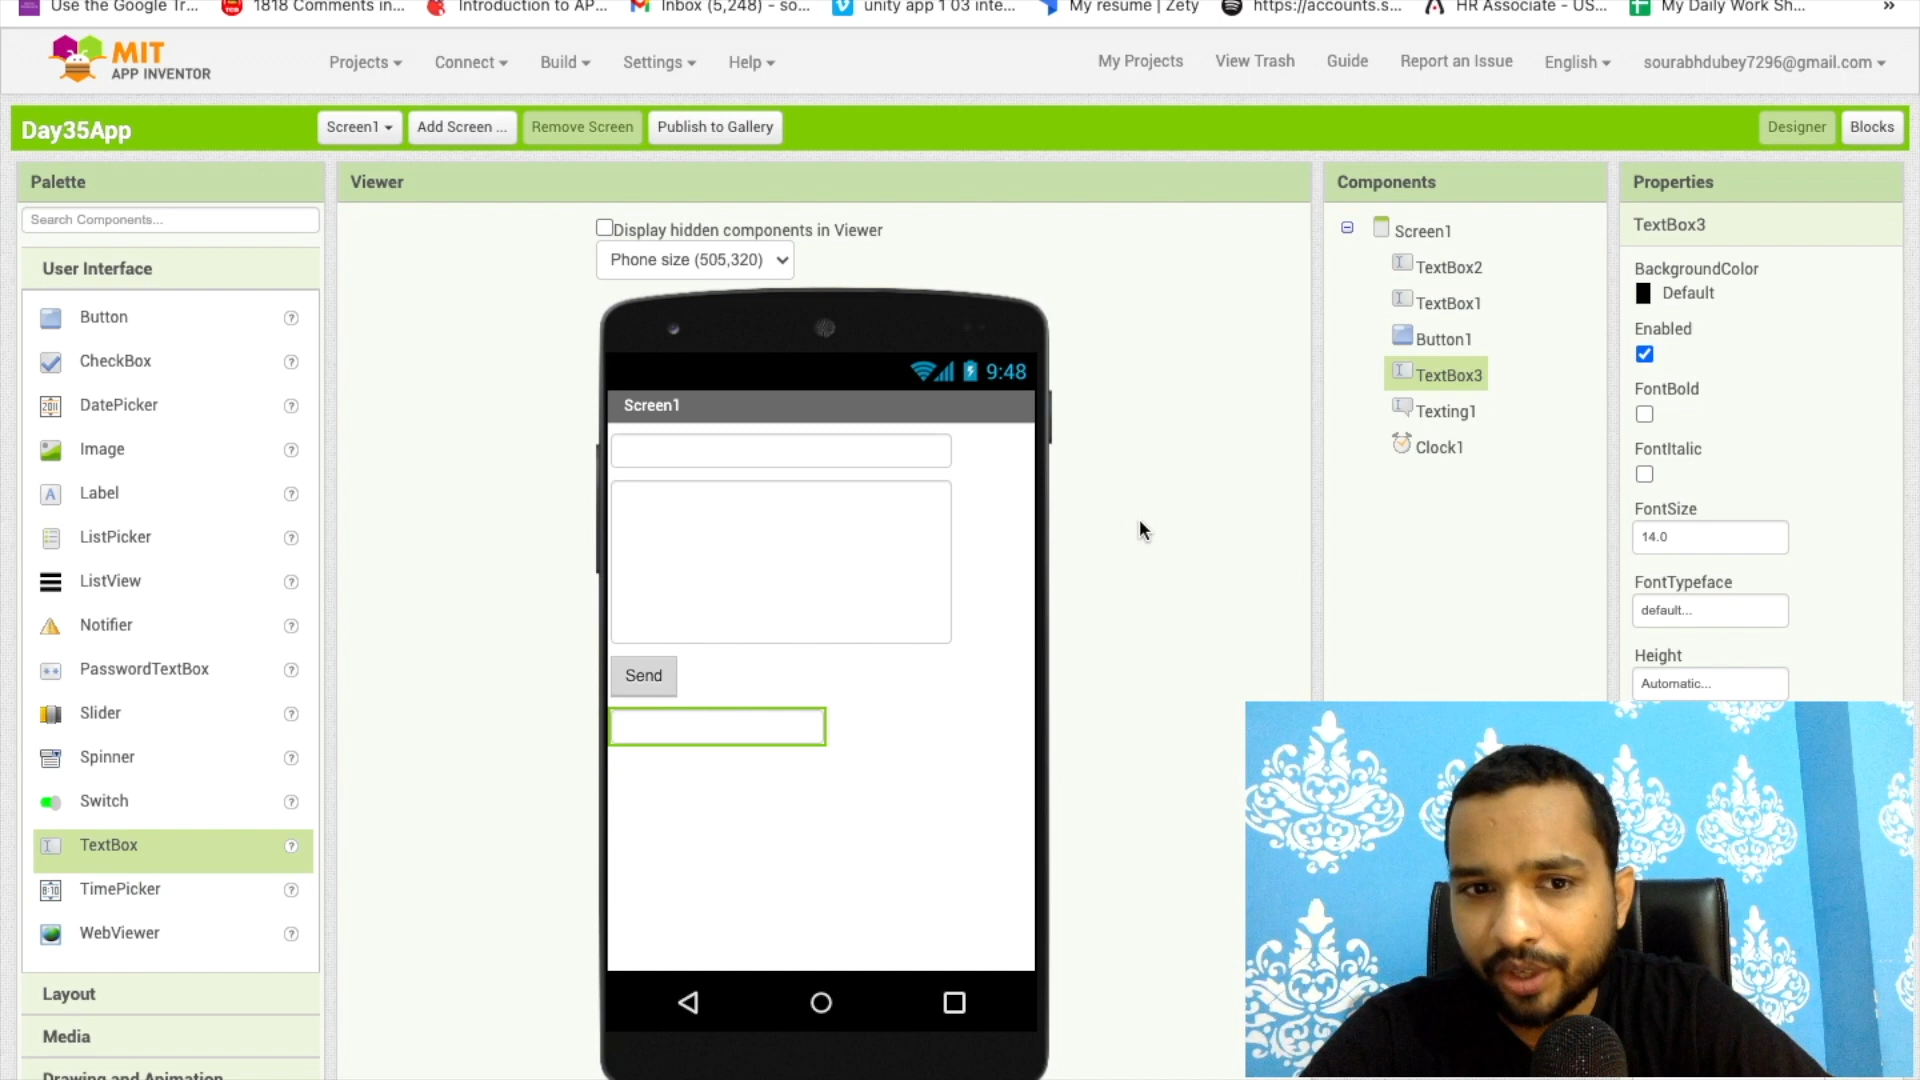 Use the Google Tr...
1818 Comments in...
Introduction to AP...
Inbox (5,248) - so...
unity app 1 03 inte...
My resume | Zety
https://accounts.s...
HR Associate - US...
My Daily Work Sh...
»
MIT
APP INVENTOR
Projects
Connect
Build
Settings
Help
My Projects
View Trash
Guide
Report an Issue
English
sourabhdubey7296@gmail.com
Day35App
Screen1
Add Screen ...
Remove Screen
Publish to Gallery
Designer
Blocks
Palette
Search Components...
User Interface
Button
CheckBox
DatePicker
Image
Label
ListPicker
ListView
Notifier
PasswordTextBox
Slider
Spinner
Switch
TextBox
TimePicker
WebViewer
Layout
Media
Drawing and Animation
Viewer
Display hidden components in Viewer
Phone size (505,320)
9:48
Screen1
Send
Components
Screen1
TextBox2
TextBox1
Button1
TextBox3
Texting1
Clock1
Properties
TextBox3
BackgroundColor
Default
Enabled
FontBold
FontItalic
FontSize
14.0
FontTypeface
default...
Height
Automatic...